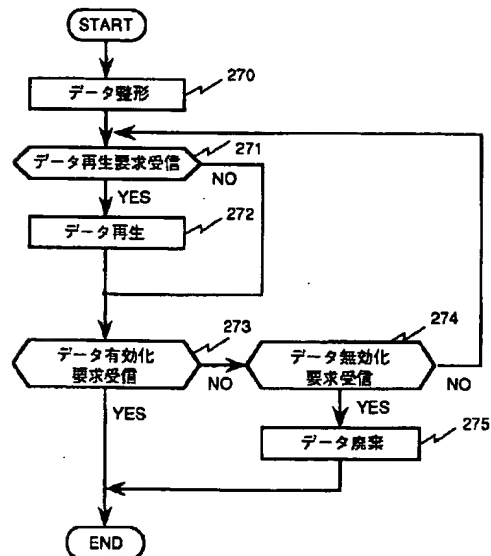 START
270
データ整形
271
データ再生要求受信
NO
YES
272
データ再生
273
データ有効化
要求受信
NO
YES
274
データ無効化
要求受信
NO
YES
275
データ廃棄
END